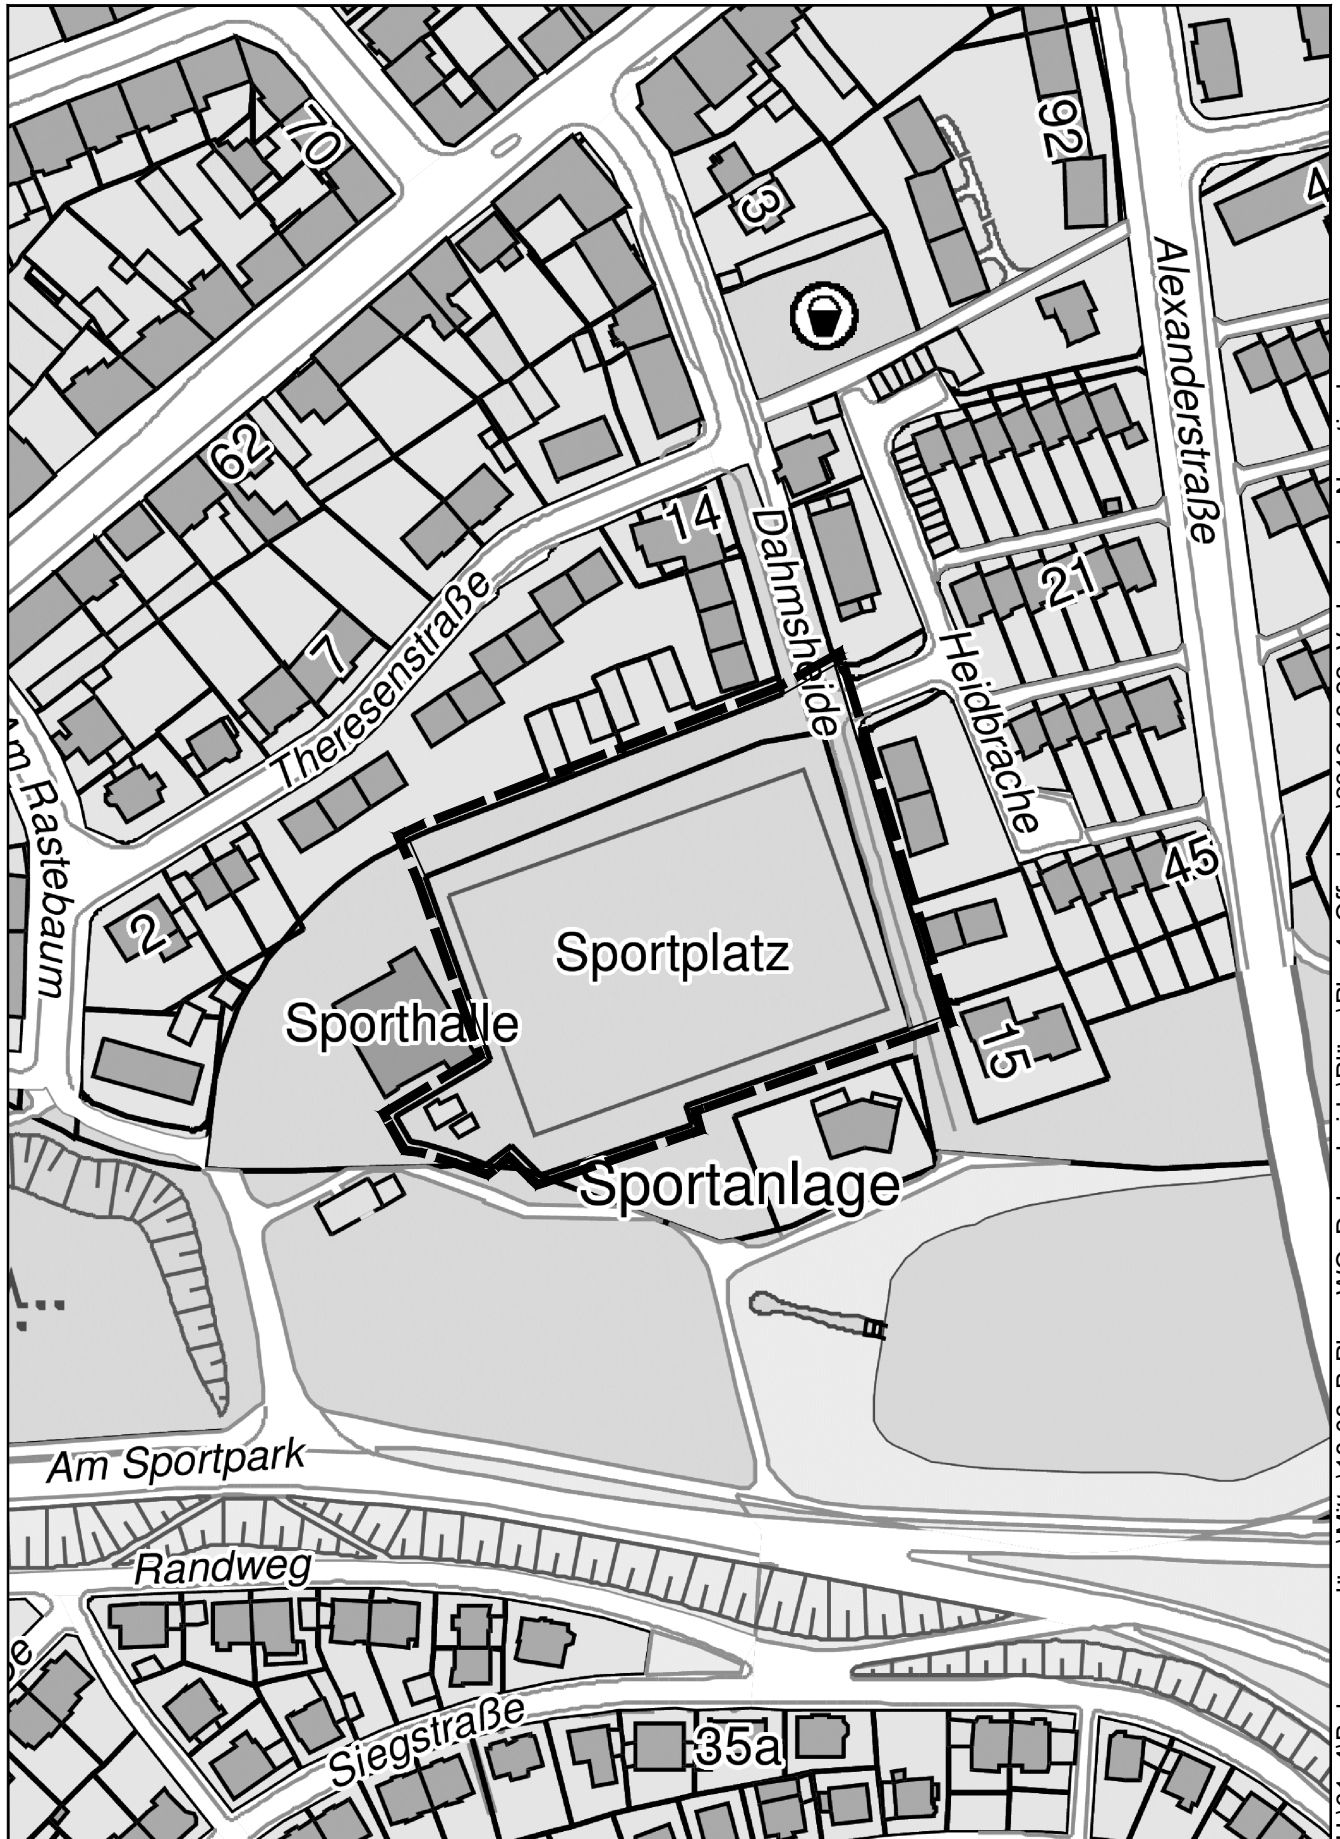 70
92
3
4
Alexanderstraße
62
14
Dahmsheide
21
7
Theresenstraße
Heidbrache
m Rastebaum
45
2
Sportplatz
Sporthalle
15
Sportanlage
Am Sportpark
Randweg
Siegstraße
35a